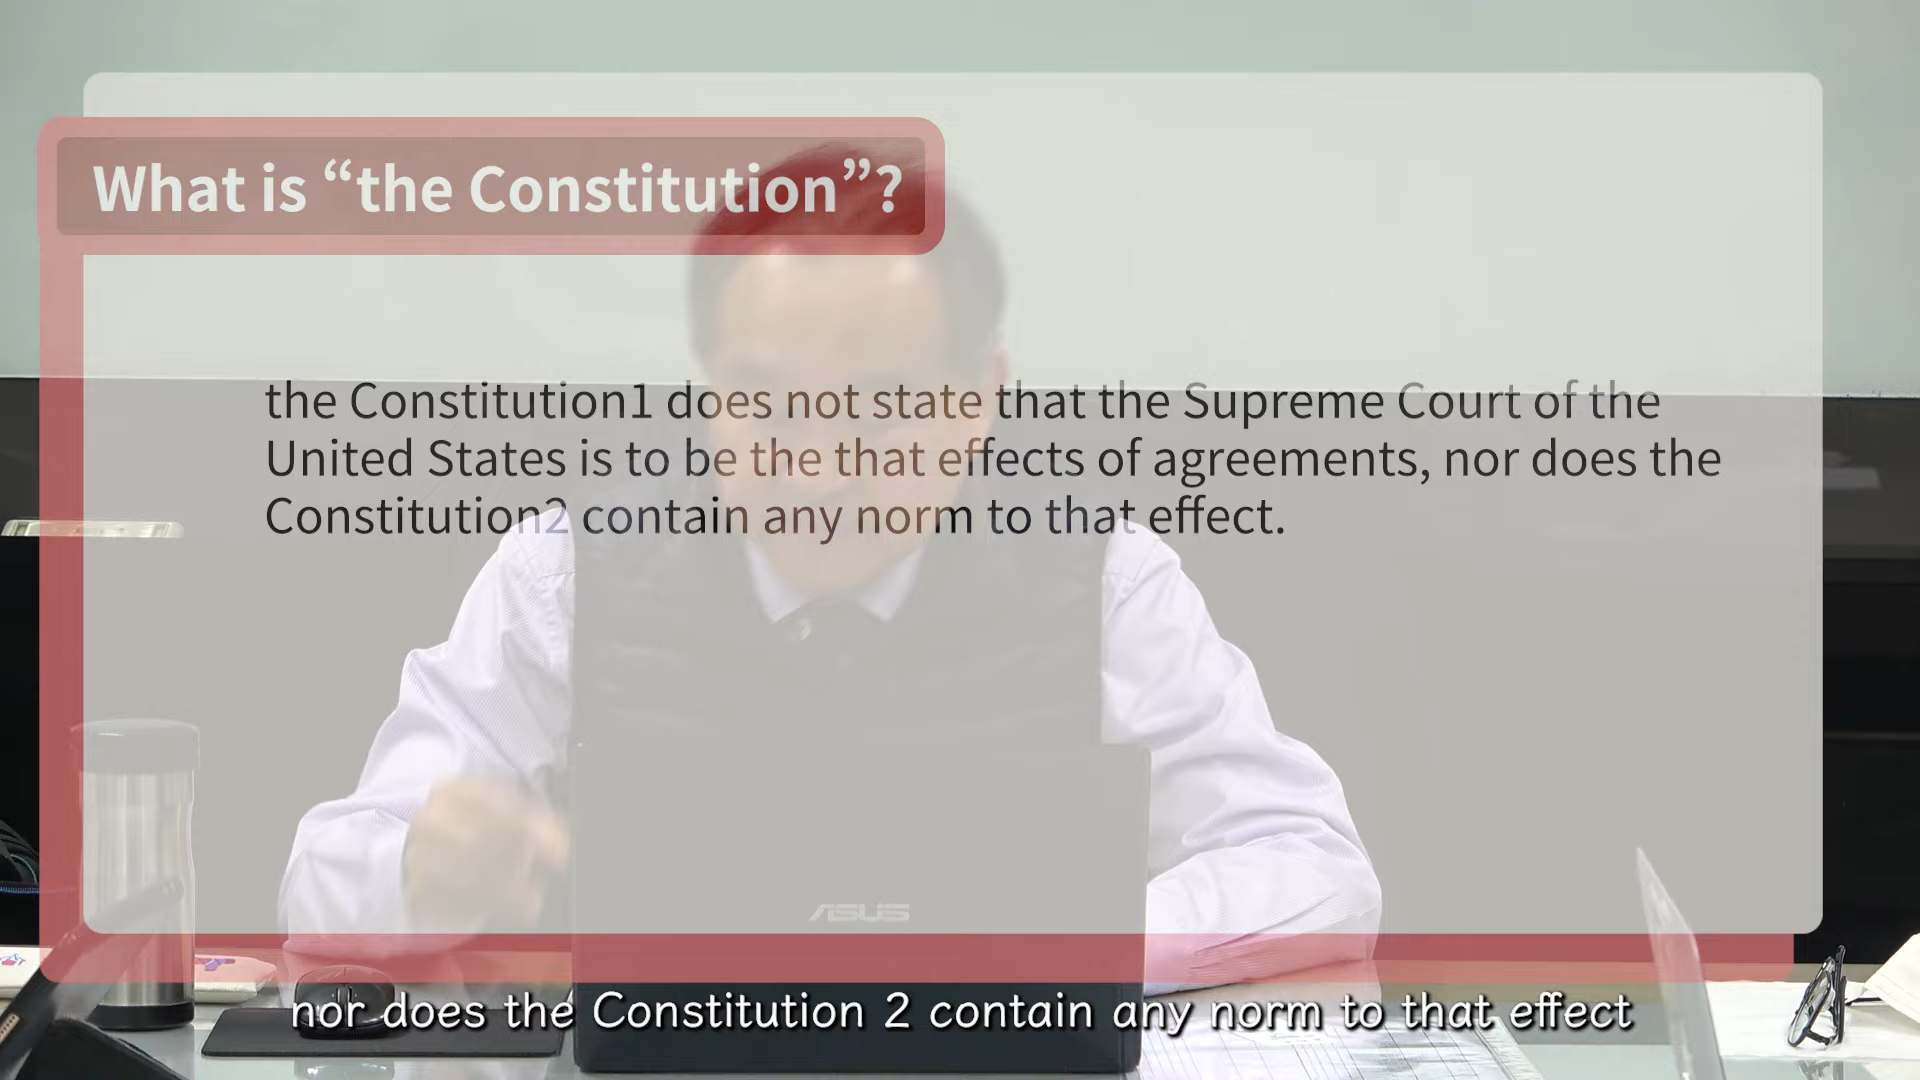 What is “the Constitution”?
the Constitution1 does not state that the Supreme Court of the
United States is to be the that effects of agreements, nor does the
Constitution2 contain any norm to that effect.
ASUS
nor does the Constitution 2 contain any norm to that effect